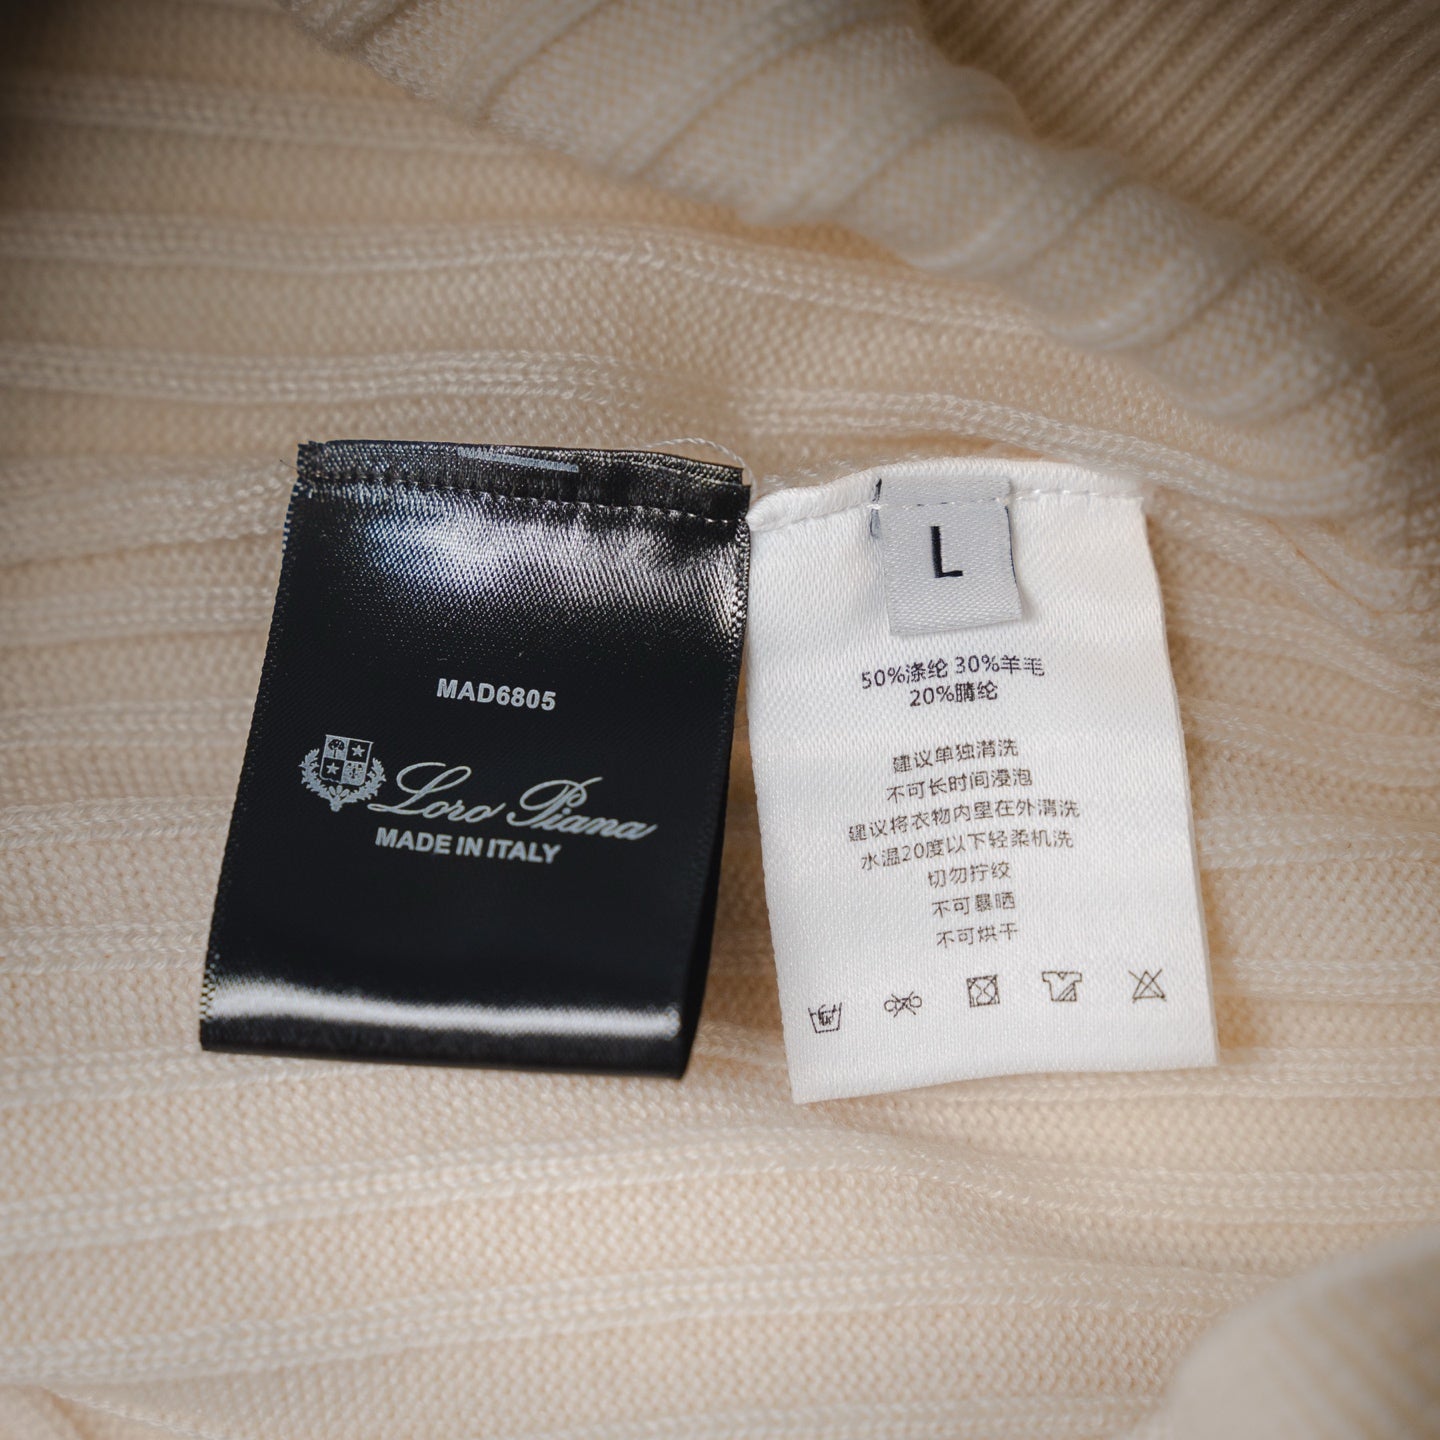 MAD6805
Loro Piana
MADE IN ITALY
L
50%涤纶 30%羊毛
20%腈纶
建议单独清洗
不可长时间浸泡
建议将衣物内里在外清洗
水温20度以下轻柔机洗
切勿拧绞
不可暴晒
不可烘干